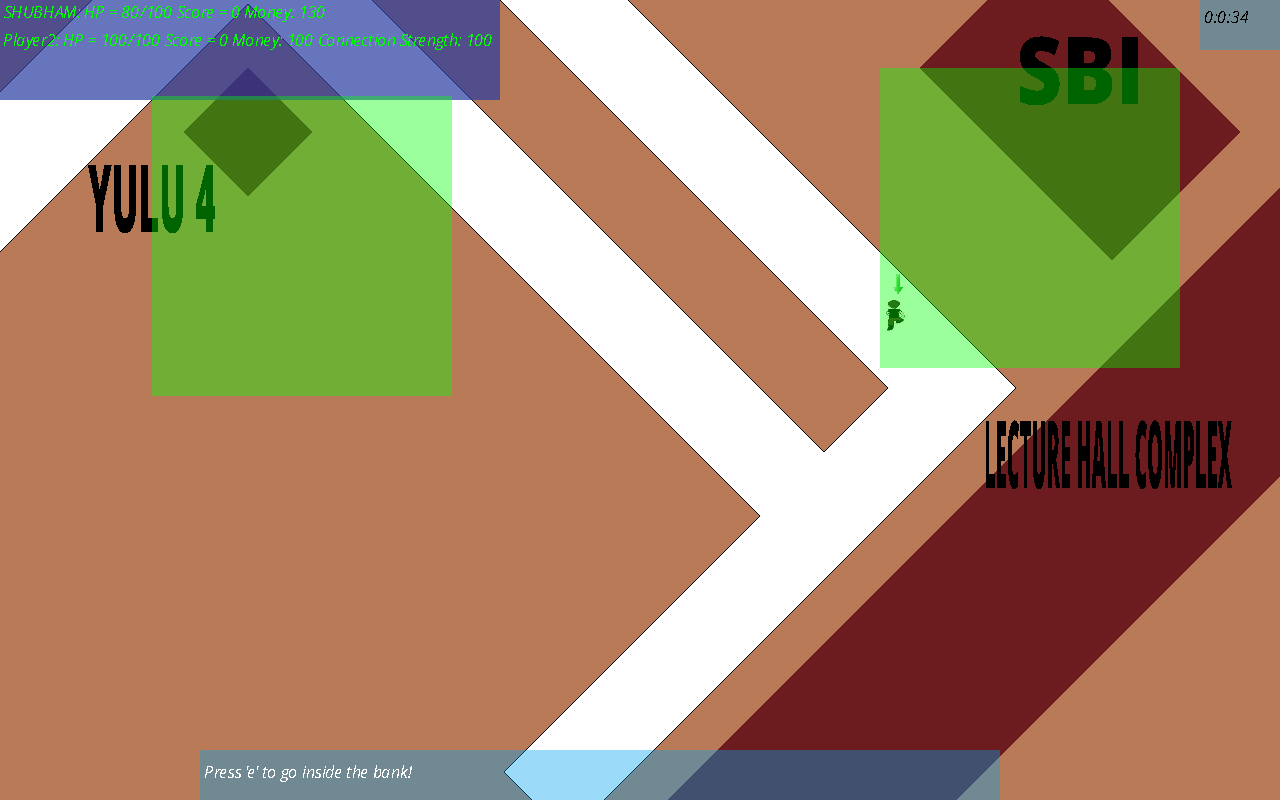 SHUBHAM: HP = 80/100 Score = 0 Money: 130
Player2: HP = 100/100 Score = 0 Money: 100 Connection Strength: 100
0:0:34
SBI
YULU 4
LECTURE HALL COMPLEX
Press 'e' to go inside the bank!